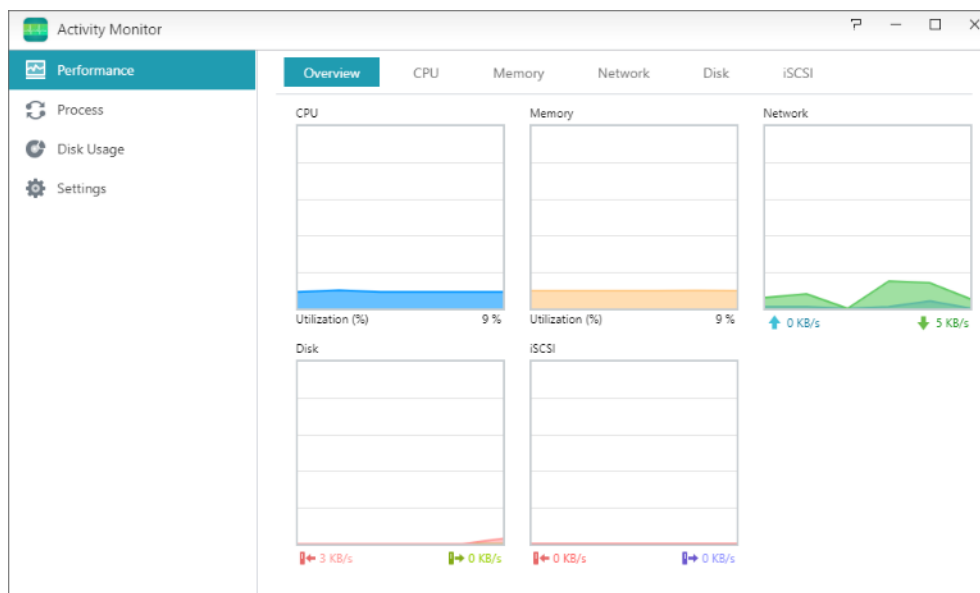 Activity Monitor
Performance
Process
Disk Usage
Settings
Overview CPU Memory Network Disk iSCSI
CPU Memory Network
Utilization (%) 9 % Utilization (%) 9 % 0 KB/s 5 KB/s
Disk iSCSI
3 KB/s 0 KB/s 0 KB/s 0 KB/s